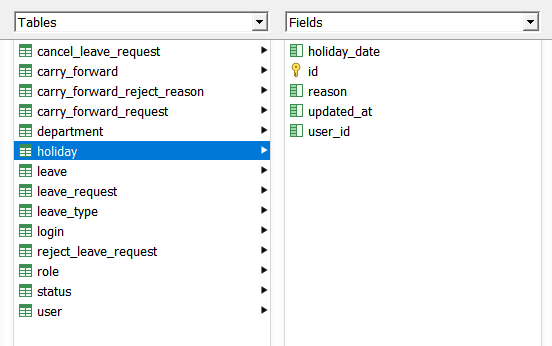 Tables
cancel_leave_request
carry_forward
carry_forward_reject_reason
carry_forward_request
department
holiday
leave
leave_request
leave_type
login
reject_leave_request
role
status
user
Fields
holiday_date
id
reason
updated_at
user_id